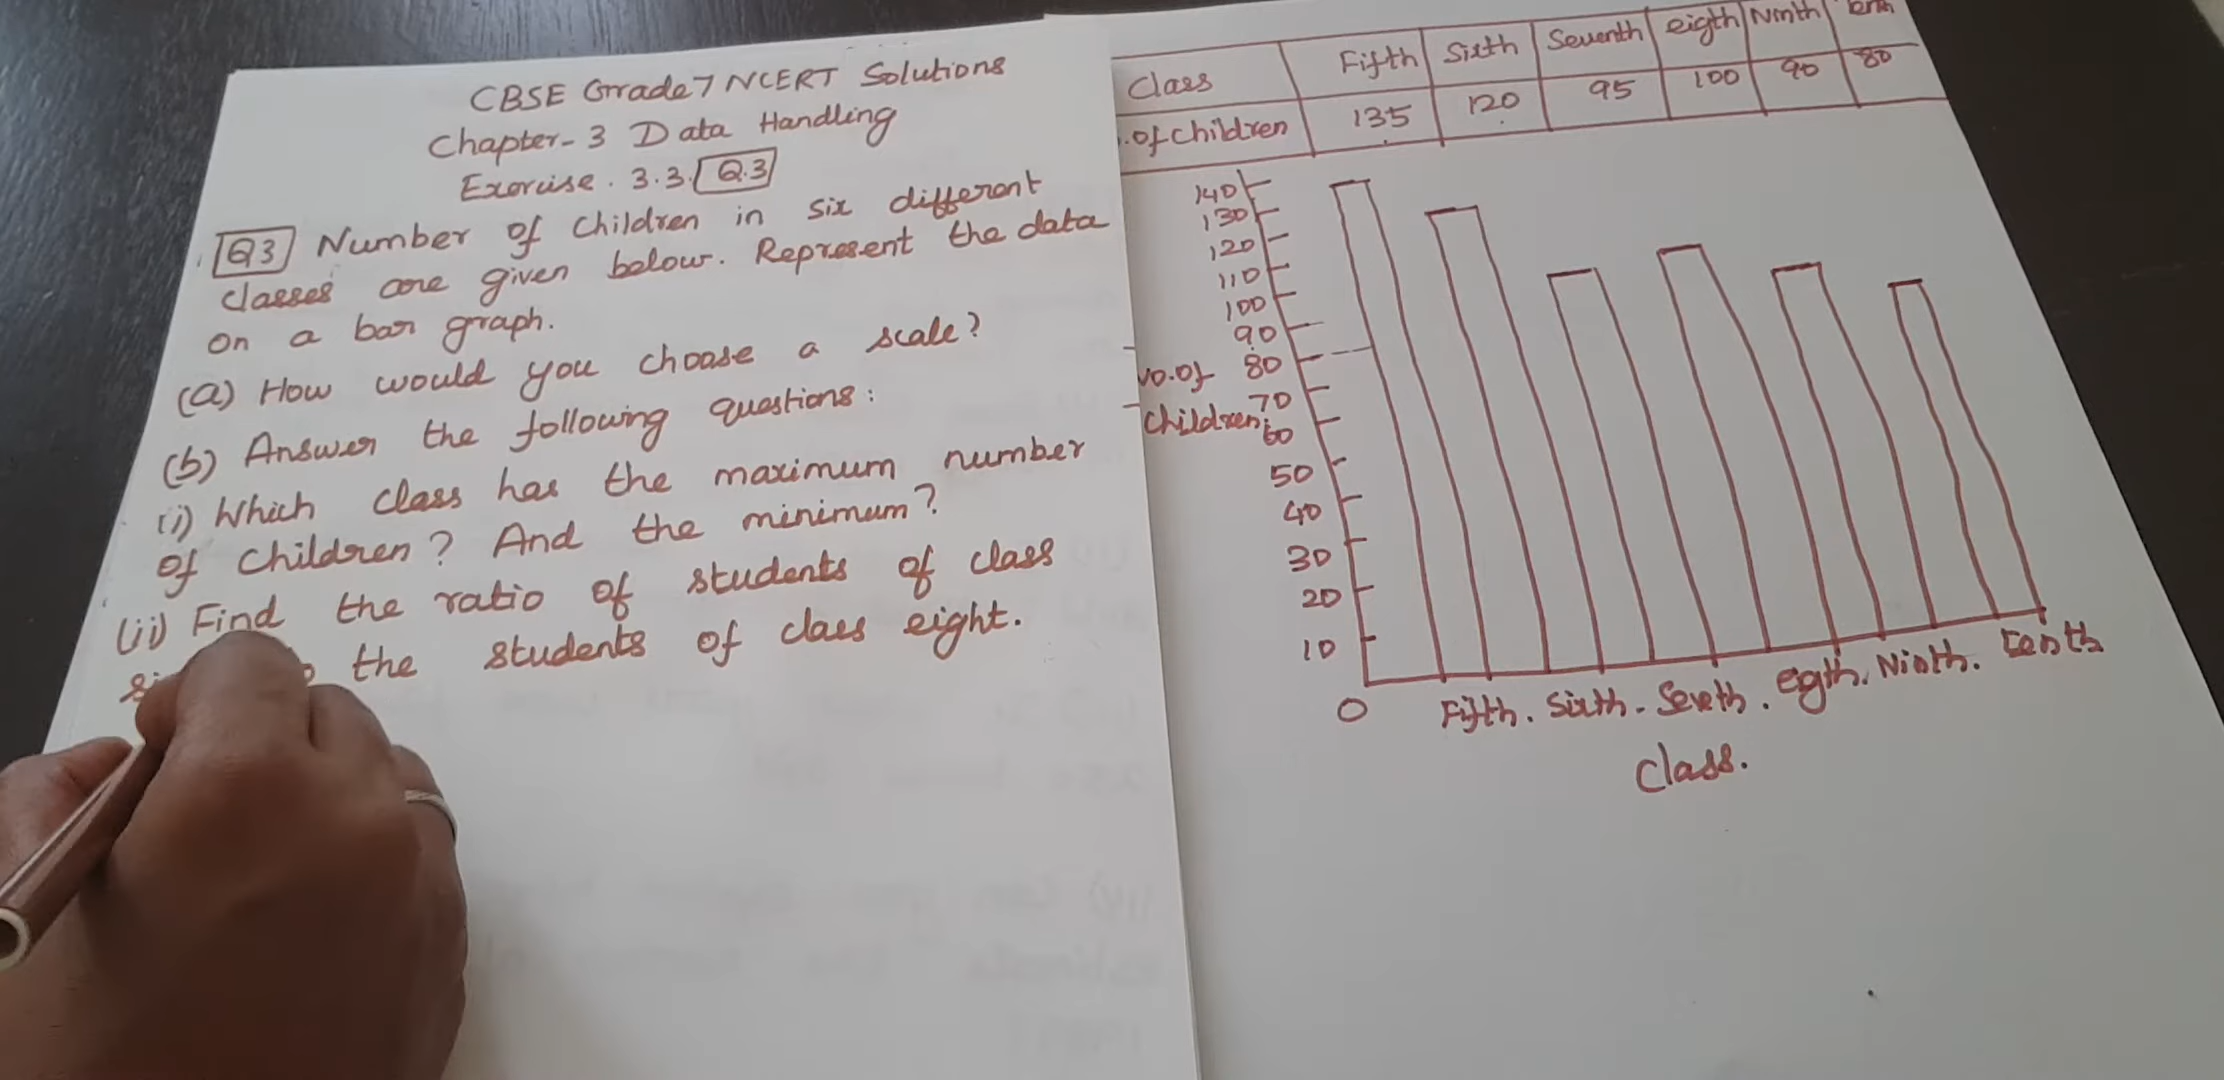 CBSE Grade 7 NCERT Solutions
Chapter-3 Data Handling
Exercise. 3.3. Q.3
Q3 Number of Children in six different
classes are given below. Represent the data
on a bar graph.
(a) How would you choose a scale?
(b) Answer the following questions:
(i) Which class has the maximum number
of children? And the minimum?
(ii) Find the ratio of students of class
the students of class eight.
Class Fifth Sixth Seventh eigth Ninth
.of children 135 120 95 100 90 80
140
130
120
110
100
90
80
70
60
50
40
30
20
10
0
No.of
Children.
Fifth. Sixth. Seveth. egth. Ninth. tenth
Class.